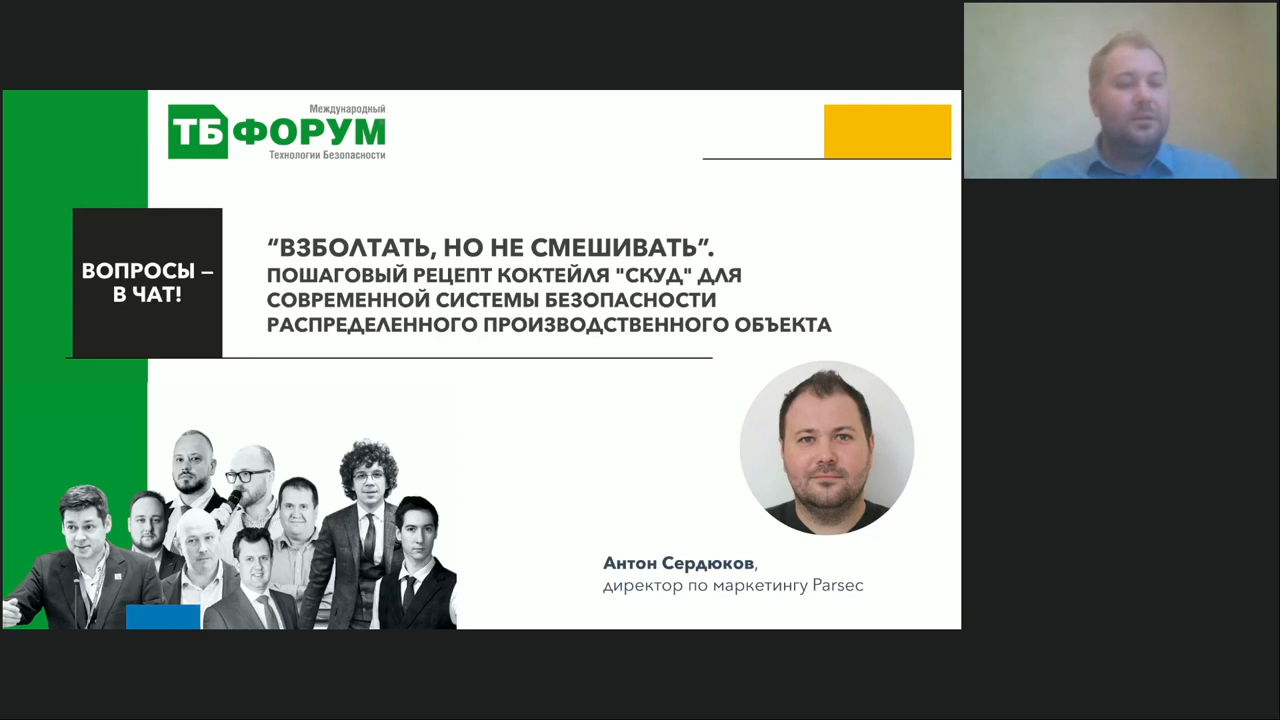 Международный
ТБ ФОРУМ
Технологии Безопасности
ВОПРОСЫ –
В ЧАТ!
“ВЗБОЛТАТЬ, НО НЕ СМЕШИВАТЬ”.
ПОШАГОВЫЙ РЕЦЕПТ КОКТЕЙЛЯ "СКУД" ДЛЯ
СОВРЕМЕННОЙ СИСТЕМЫ БЕЗОПАСНОСТИ
РАСПРЕДЕЛЕННОГО ПРОИЗВОДСТВЕННОГО ОБЪЕКТА
Антон Сердюков,
директор по маркетингу Parsec